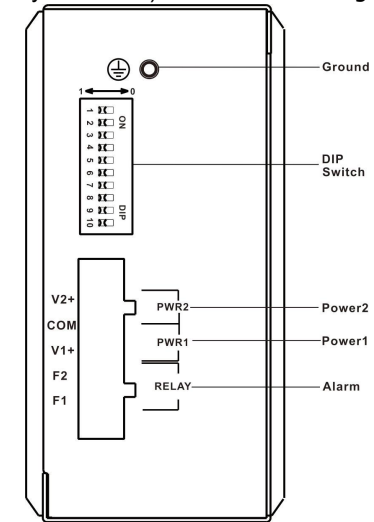 Ground
1 0
1
2
3
4
5
6
7
8
9
10
ON
DIP
DIP
Switch
V2+
COM
V1+
F2
F1
PWR2
PWR1
RELAY
Power2
Power1
Alarm